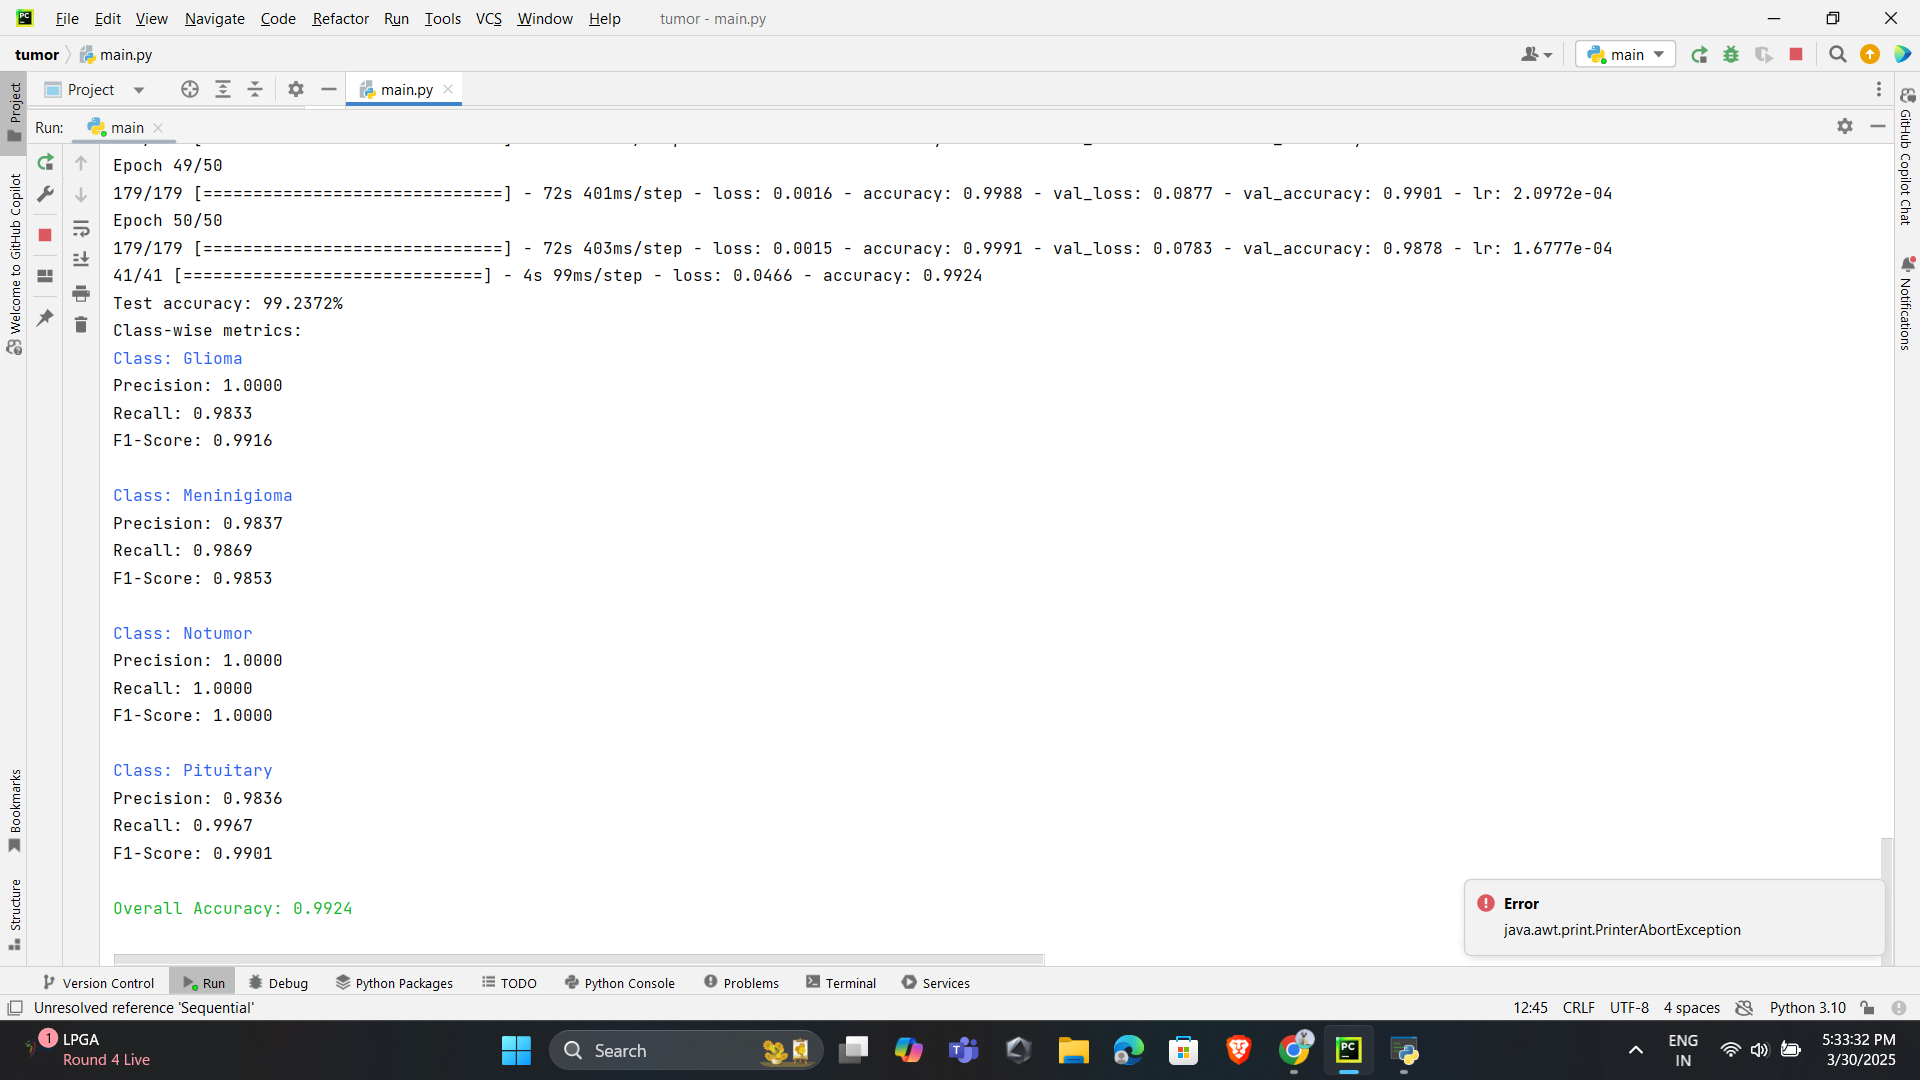 PC File Edit View Navigate Code Refactor Run Tools VCS Window Help tumor - main.py
tumor main.py main
Project main.py
Run: main
Epoch 49/50
179/179 [==============================] - 72s 401ms/step - loss: 0.0016 - accuracy: 0.9988 - val_loss: 0.0877 - val_accuracy: 0.9901 - lr: 2.0972e-04
Epoch 50/50
179/179 [==============================] - 72s 403ms/step - loss: 0.0015 - accuracy: 0.9991 - val_loss: 0.0783 - val_accuracy: 0.9878 - lr: 1.6777e-04
41/41 [==============================] - 4s 99ms/step - loss: 0.0466 - accuracy: 0.9924
Test accuracy: 99.2372%
Class-wise metrics:
Class: Glioma
Precision: 1.0000
Recall: 0.9833
F1-Score: 0.9916
Class: Meninigioma
Precision: 0.9837
Recall: 0.9869
F1-Score: 0.9853
Class: Notumor
Precision: 1.0000
Recall: 1.0000
F1-Score: 1.0000
Class: Pituitary
Precision: 0.9836
Recall: 0.9967
F1-Score: 0.9901
Overall Accuracy: 0.9924
Project
Welcome to GitHub Copilot
Bookmarks
Structure
GitHub Copilot Chat
Notifications
Error
java.awt.print.PrinterAbortException
Version Control Run Debug Python Packages TODO Python Console Problems Terminal Services
Unresolved reference 'Sequential' 12:45 CRLF UTF-8 4 spaces Python 3.10
1 LPGA
Round 4 Live
Search
PC
ENG
IN
5:33:32 PM
3/30/2025